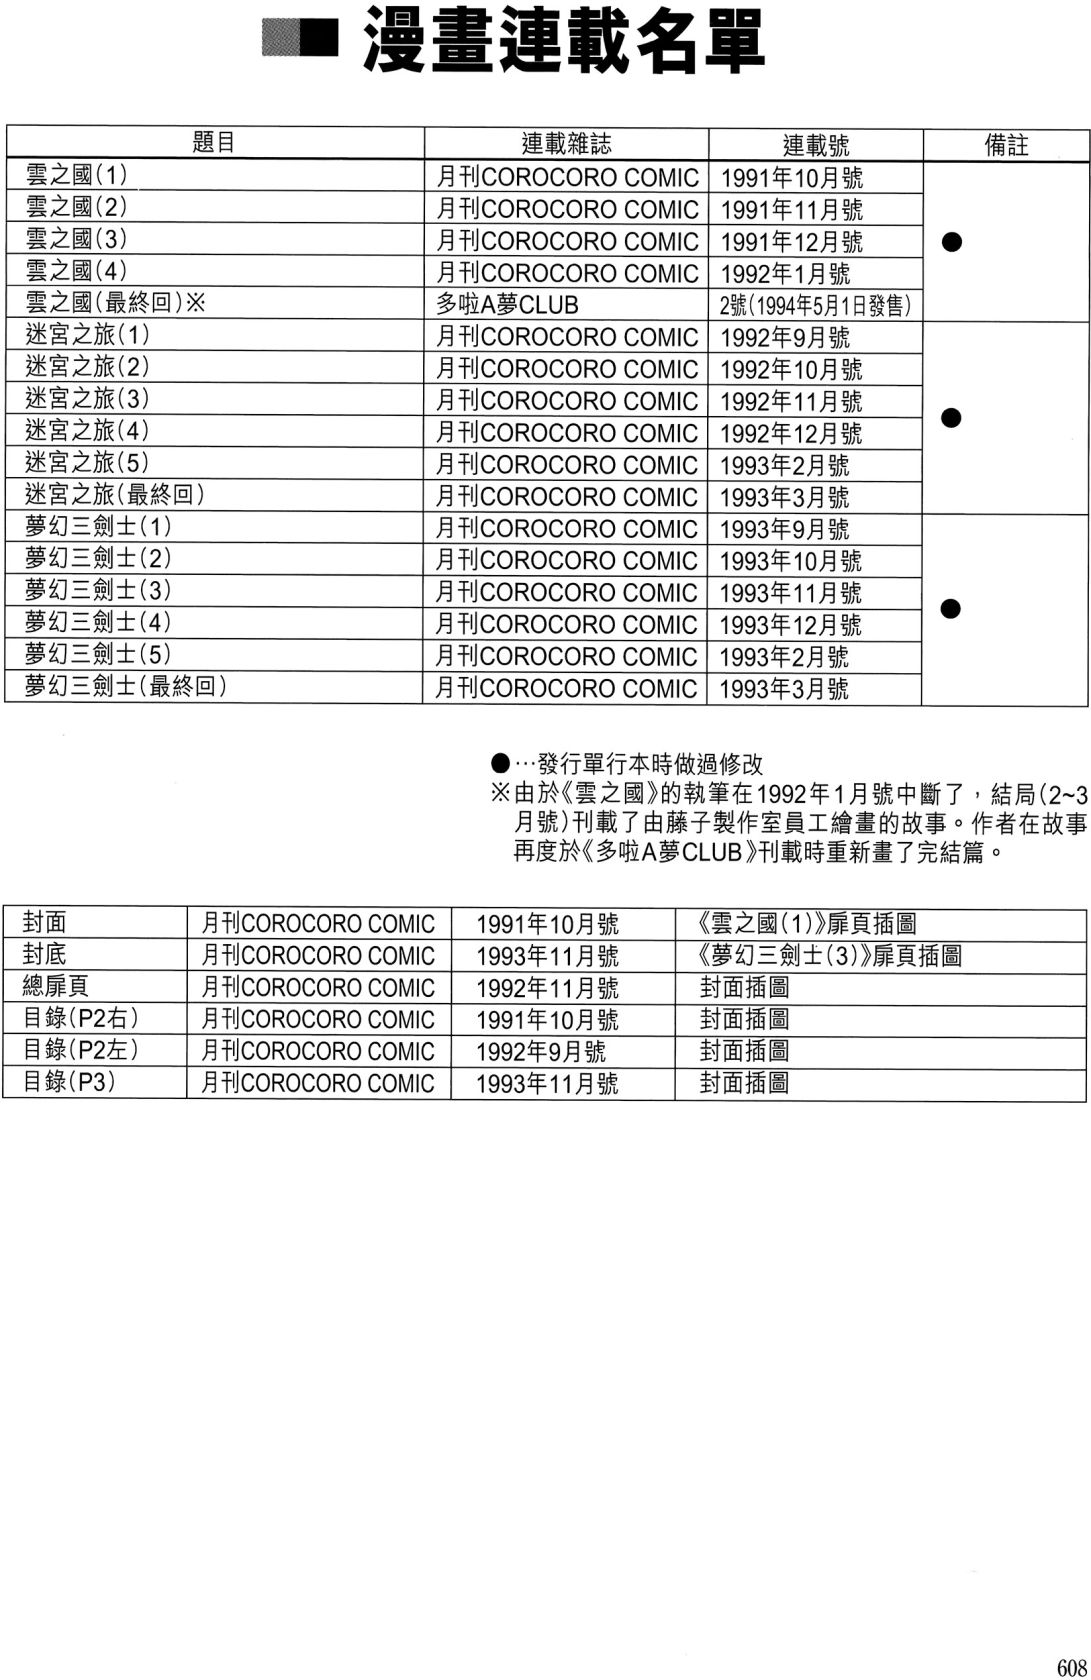 漫畫連載名單
題目 連載雜誌 連載號 備註
雲之國(1) 月刊COROCORO COMIC 1991年10月號
雲之國(2) 月刊COROCORO COMIC 1991年11月號
雲之國(3) 月刊COROCORO COMIC 1991年12月號 ●
雲之國(4) 月刊COROCORO COMIC 1992年1月號
雲之國(最終回)※ 多啦A夢CLUB 2號(1994年5月1日發售)
迷宮之旅(1) 月刊COROCORO COMIC 1992年9月號
迷宮之旅(2) 月刊COROCORO COMIC 1992年10月號
迷宮之旅(3) 月刊COROCORO COMIC 1992年11月號 ●
迷宮之旅(4) 月刊COROCORO COMIC 1992年12月號
迷宮之旅(5) 月刊COROCORO COMIC 1993年2月號
迷宮之旅(最終回) 月刊COROCORO COMIC 1993年3月號
夢幻三劍士(1) 月刊COROCORO COMIC 1993年9月號
夢幻三劍士(2) 月刊COROCORO COMIC 1993年10月號
夢幻三劍士(3) 月刊COROCORO COMIC 1993年11月號 ●
夢幻三劍士(4) 月刊COROCORO COMIC 1993年12月號
夢幻三劍士(5) 月刊COROCORO COMIC 1993年2月號
夢幻三劍士(最終回) 月刊COROCORO COMIC 1993年3月號
●…發行單行本時做過修改
※由於《雲之國》的執筆在1992年1月號中斷了，結局(2~3
月號)刊載了由藤子製作室員工繪畫的故事。作者在故事
再度於《多啦A夢CLUB》刊載時重新畫了完結篇。
封面 月刊COROCORO COMIC 1991年10月號 《雲之國(1)》扉頁插圖
封底 月刊COROCORO COMIC 1993年11月號 《夢幻三劍士(3)》扉頁插圖
總扉頁 月刊COROCORO COMIC 1992年11月號 封面插圖
目錄(P2右) 月刊COROCORO COMIC 1991年10月號 封面插圖
目錄(P2左) 月刊COROCORO COMIC 1992年9月號 封面插圖
目錄(P3) 月刊COROCORO COMIC 1993年11月號 封面插圖
608